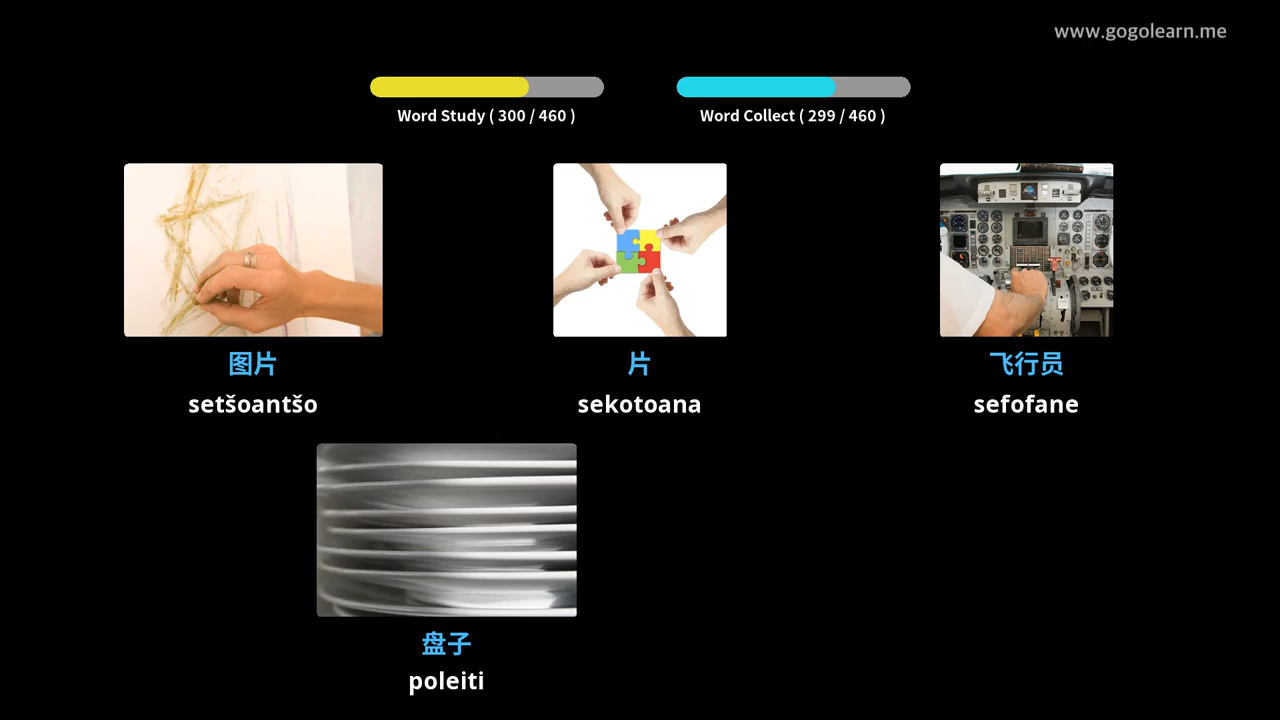 www.gogolearn.me
Word Study ( 300 / 460 )
Word Collect ( 299 / 460 )
图片
setšoantšo
片
sekotoana
飞行员
sefofane
盘子
poleiti